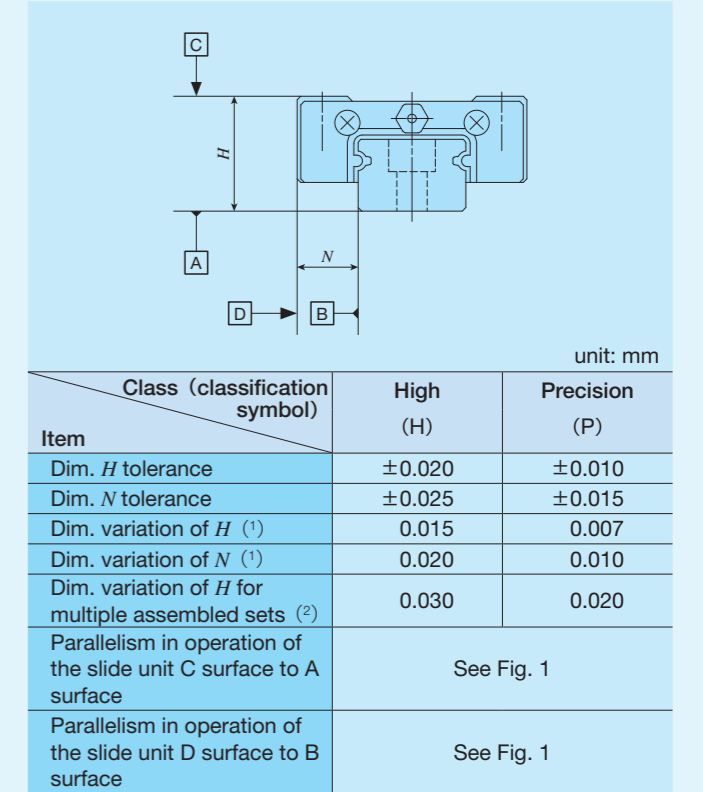 C
H
A
N
D
B
unit: mm
Class（classification
symbol）
Item
High
（H）
Precision
（P）
Dim. H tolerance
±0.020
±0.010
Dim. N tolerance
±0.025
±0.015
Dim. variation of H（¹）
0.015
0.007
Dim. variation of N（¹）
0.020
0.010
Dim. variation of H for
multiple assembled sets（²）
0.030
0.020
Parallelism in operation of
the slide unit C surface to A
surface
See Fig. 1
Parallelism in operation of
the slide unit D surface to B
surface
See Fig. 1